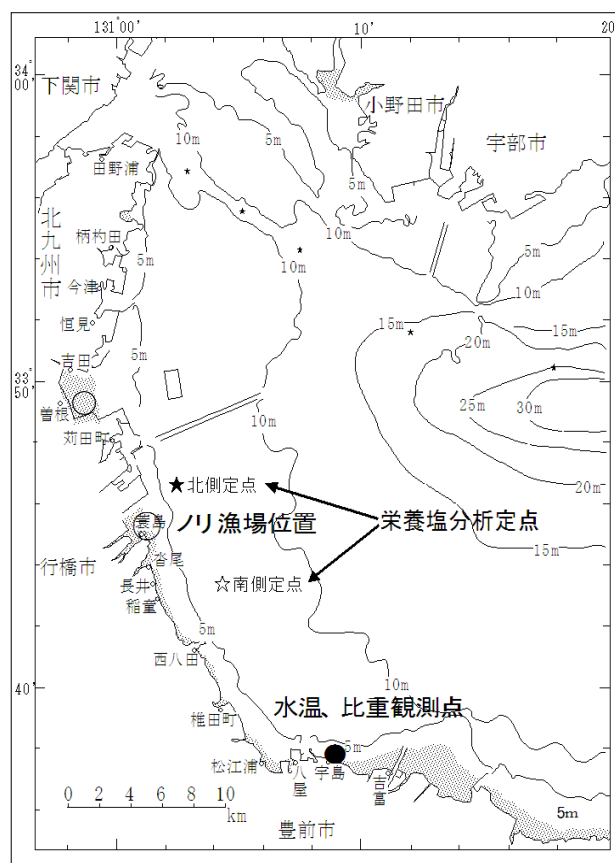 131°00′
10′
20
34°
00′
下関市
小野田市
宇部市
10m
5m
5m
田野浦
北九州市
柄杓田
5m
10m
10m
5m
10m
今津
恒見
15m
20m
15m
5m
吉田
33°
50′
25m
30m
曽根
10m
苅田町
20m
★北側定点
蓑島
ノリ漁場位置
栄養塩分析定点
15m
行橋市
沓尾
長井
稲童
☆南側定点
5m
西八田
10m
40′
椎田町
水温、比重観測点
5m
松江浦
八屋
宇島
吉富
0 2 4 6 8 10
km
豊前市
5m